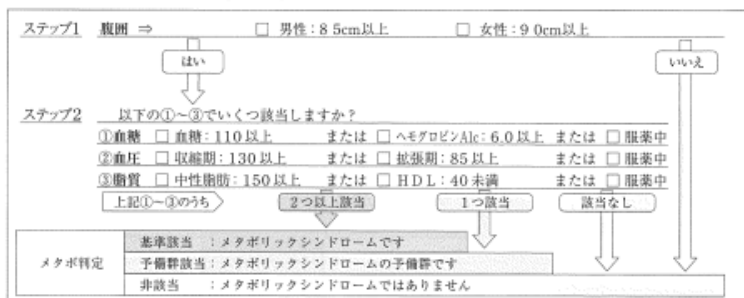 ステップ1 腹囲 ⇒ □ 男性:85cm以上 □ 女性:90cm以上
はい いいえ
ステップ2 以下の①~③でいくつ該当しますか?
①血糖 □ 血糖:110以上 または □ ヘモグロビンA1c:6.0以上 または □ 服薬中
②血圧 □ 収縮期:130以上 または □ 拡張期:85以上 または □ 服薬中
③脂質 □ 中性脂肪:150以上 または □ HDL:40未満 または □ 服薬中
上記①~③のうち 2つ以上該当 1つ該当 該当なし
基準該当 :メタボリックシンドロームです
メタボ判定 予備群該当:メタボリックシンドロームの予備群です
非該当 :メタボリックシンドロームではありません